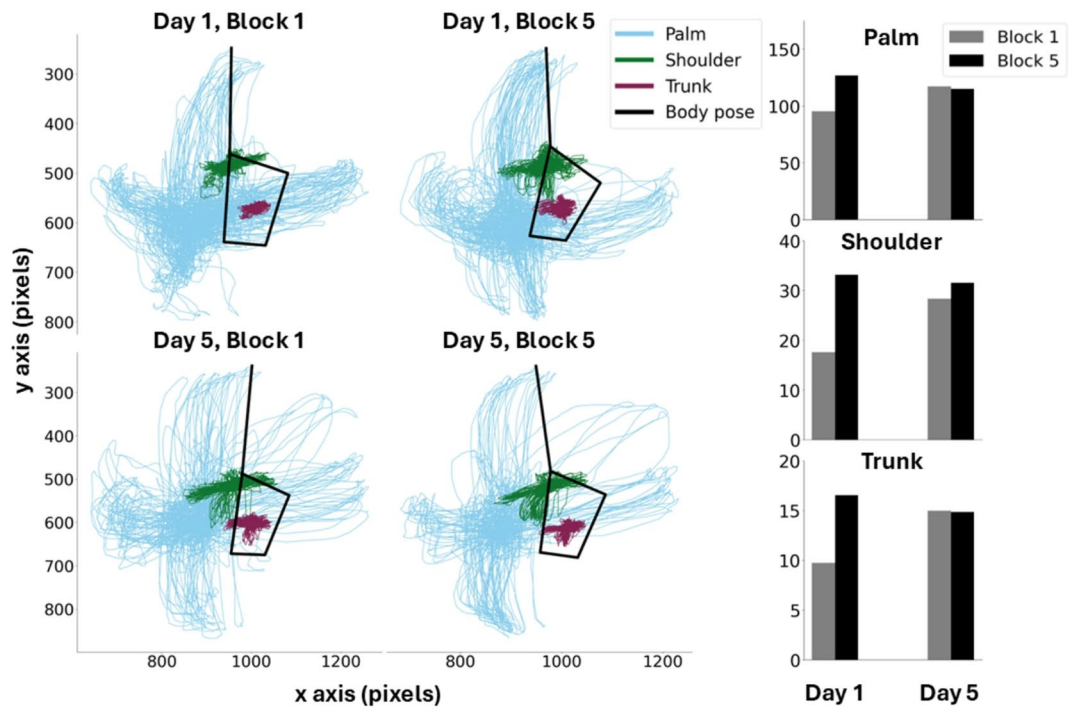 Day 1, Block 1
Day 1, Block 5
Palm
Shoulder
Trunk
Body pose
300
400
500
600
700
800
Day 5, Block 1
Day 5, Block 5
300
400
500
600
700
800
y axis (pixels)
800 1000 1200
800 1000 1200
x axis (pixels)
Palm
Block 1
Block 5
150
100
50
0
Shoulder
40
30
20
10
0
Trunk
20
15
10
5
0
Day 1
Day 5